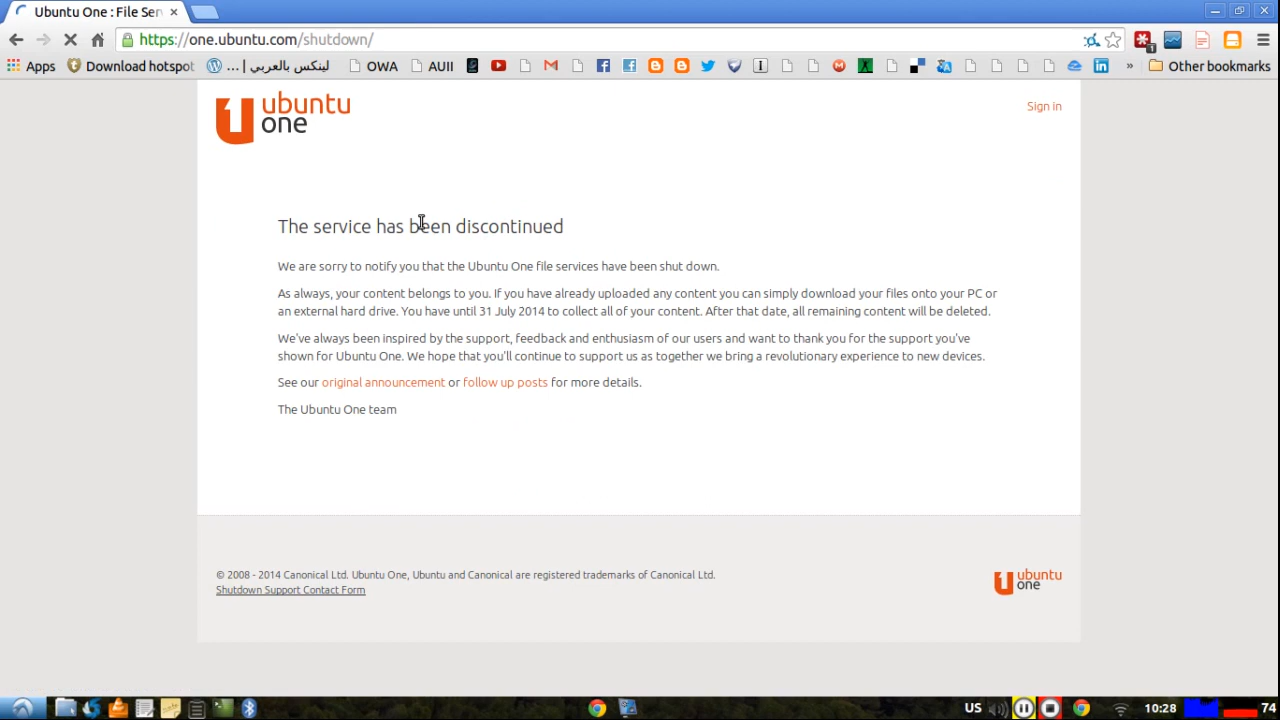 Ubuntu One : File Ser
https://one.ubuntu.com/shutdown/
Apps
Download hotspot
لينكس بالعربي | ...
OWA
AUI!
Other bookmarks
ubuntu
one
Sign in
The service has been discontinued
We are sorry to notify you that the Ubuntu One file services have been shut down.
As always, your content belongs to you. If you have already uploaded any content you can simply download your files onto your PC or
an external hard drive. You have until 31 July 2014 to collect all of your content. After that date, all remaining content will be deleted.
We've always been inspired by the support, feedback and enthusiasm of our users and want to thank you for the support you've
shown for Ubuntu One. We hope that you'll continue to support us as together we bring a revolutionary experience to new devices.
See our original announcement or follow up posts for more details.
The Ubuntu One team
© 2008 - 2014 Canonical Ltd. Ubuntu One, Ubuntu and Canonical are registered trademarks of Canonical Ltd.
Shutdown Support Contact Form
ubuntu
one
US
10:28
74